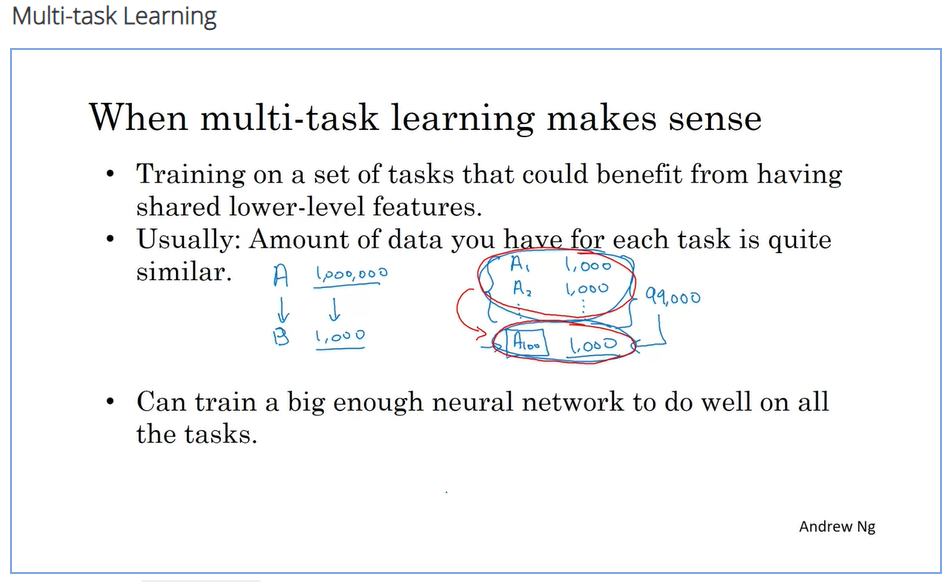 Multi-task Learning
When multi-task learning makes sense
• Training on a set of tasks that could benefit from having
shared lower-level features.
• Usually: Amount of data you have for each task is quite
similar.
A 1,000,000
↓ ↓
B 1,000
A₁ 1,000
A₂ 1,000
⋮ ⋮
A₁₀₀ 1,000
99,000
• Can train a big enough neural network to do well on all
the tasks.
Andrew Ng